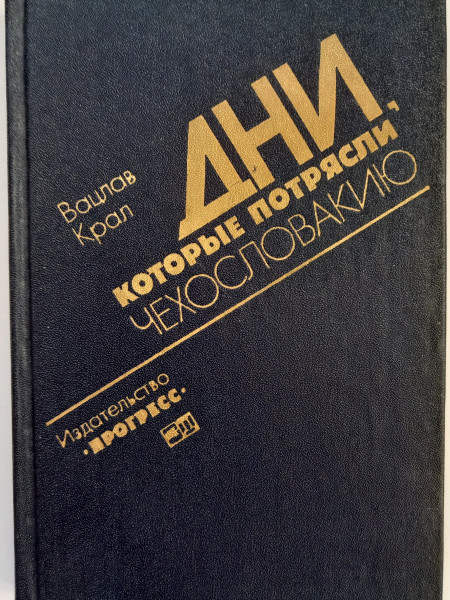 Вацлав
Крал
ДНИ,
КОТОРЫЕ ПОТРЯСЛИ
ЧЕХОСЛОВАКИЮ
Издательство
·ПРОГРЕСС·